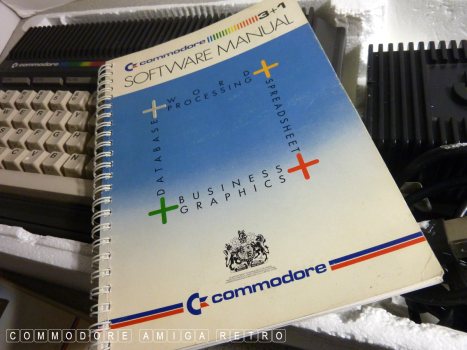 commodore 3+1
SOFTWARE MANUAL
WORD
PROCESSING
DATABASE
SPREADSHEET
BUSINESS
GRAPHICS
commodore
commodore
COMMODORE AMIGA RETRO